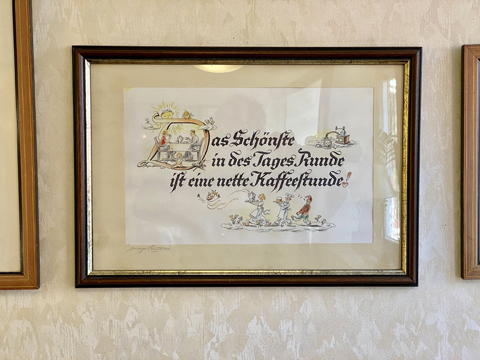 Das Schönste
in des Tages Runde
ist eine nette Kaffeestunde!